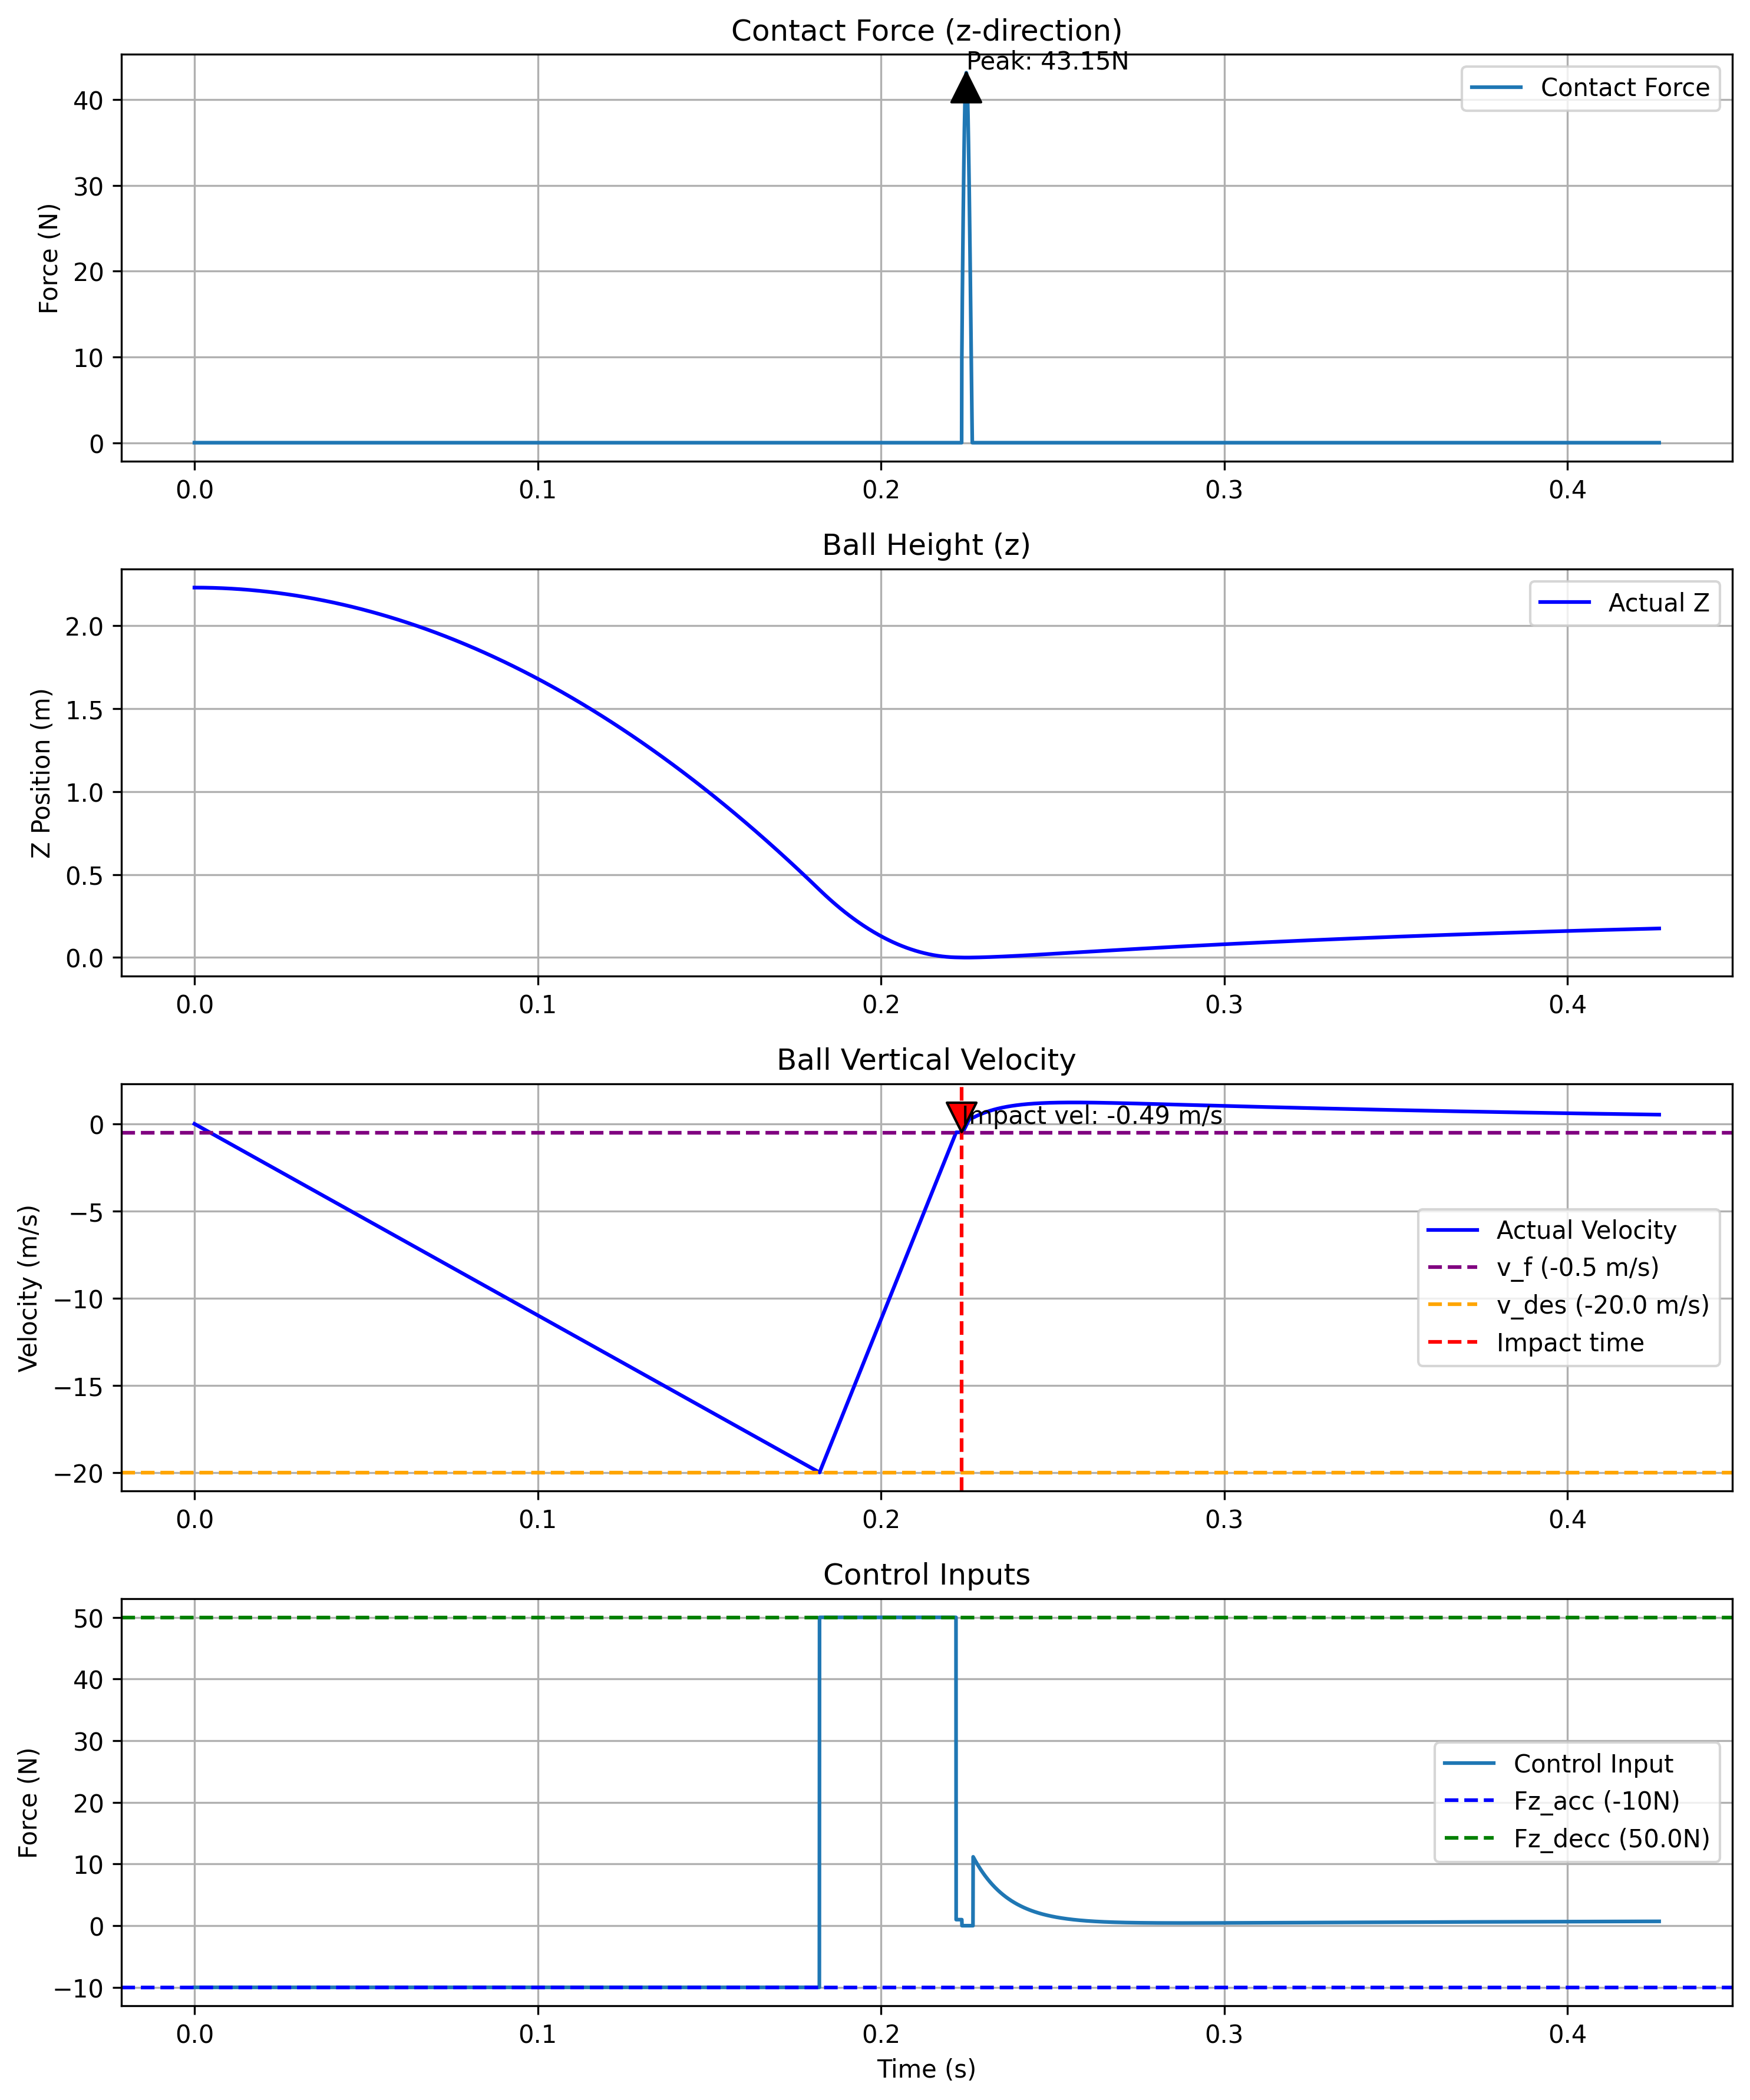 Contact Force (z-direction)
Peak: 43.15N
Contact Force
Force (N)
40
30
20
10
0
0.0 0.1 0.2 0.3 0.4
Ball Height (z)
Actual Z
Z Position (m)
2.0
1.5
1.0
0.5
0.0
0.0 0.1 0.2 0.3 0.4
Ball Vertical Velocity
Impact vel: -0.49 m/s
Velocity (m/s)
0
−5
−10
−15
−20
Actual Velocity
v_f (-0.5 m/s)
v_des (-20.0 m/s)
Impact time
0.0 0.1 0.2 0.3 0.4
Control Inputs
Force (N)
50
40
30
20
10
0
−10
Control Input
Fz_acc (-10N)
Fz_decc (50.0N)
0.0 0.1 0.2 0.3 0.4
Time (s)